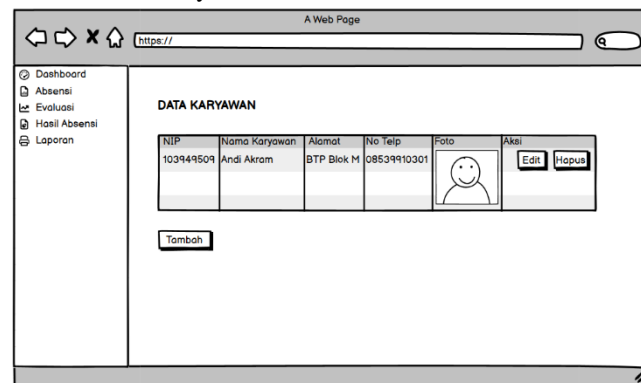 A Web Page
https://
Dashboard
Absensi
Evaluasi
Hasil Absensi
Laporan
DATA KARYAWAN
NIP Nama Karyawan Alamat No Telp Foto Aksi
103949509 Andi Akram BTP Blok M 08539910301 Edit Hapus
Tambah